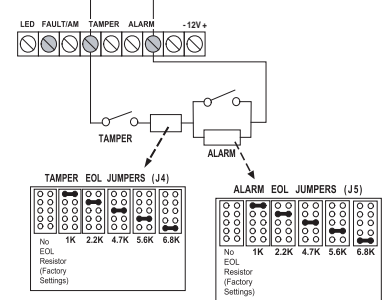 LED FAULT/AM TAMPER ALARM - 12V +
TAMPER
ALARM
TAMPER EOL JUMPERS (J4)
No EOL Resistor (Factory Settings) 1K 2.2K 4.7K 5.6K 6.8K
ALARM EOL JUMPERS (J5)
No EOL Resistor (Factory Settings) 1K 2.2K 4.7K 5.6K 6.8K